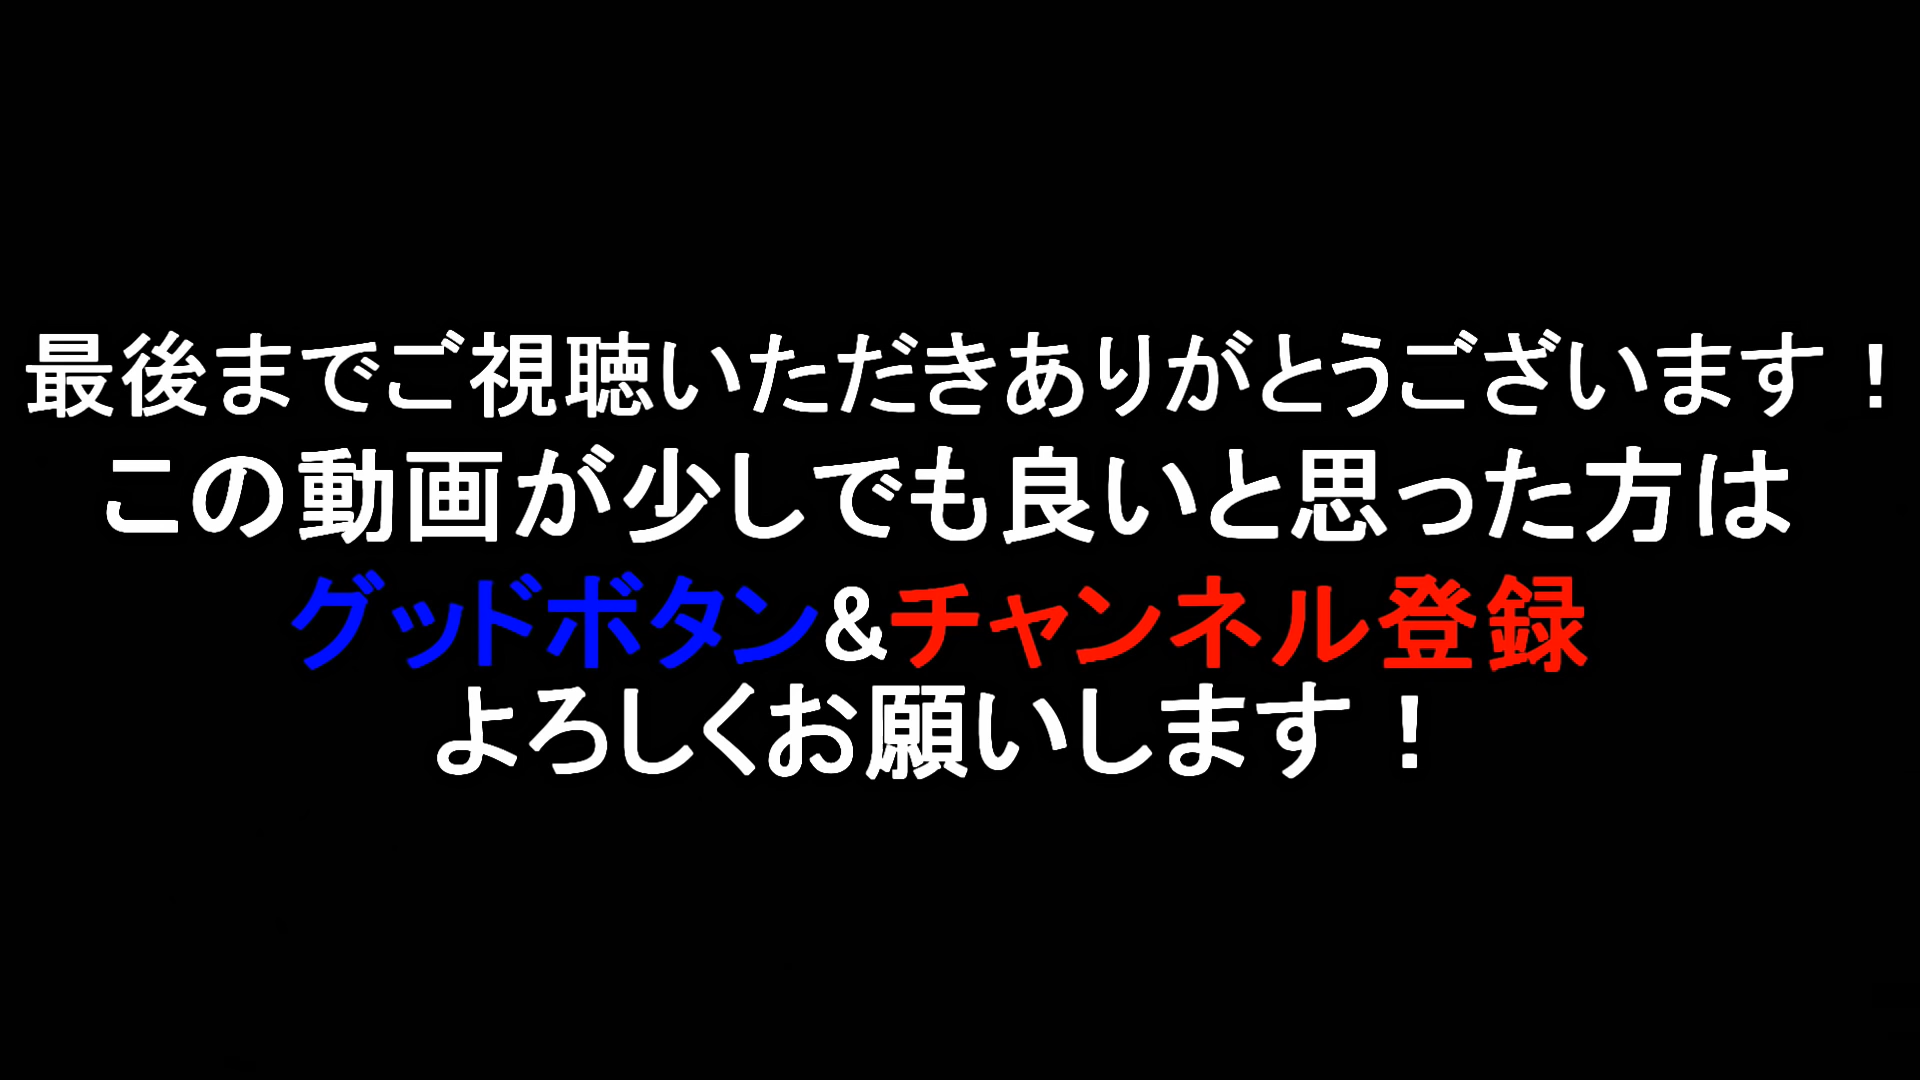 最後までご視聴いただきありがとうございます！
この動画が少しでも良いと思った方は
グッドボタン&チャンネル登録
よろしくお願いします！